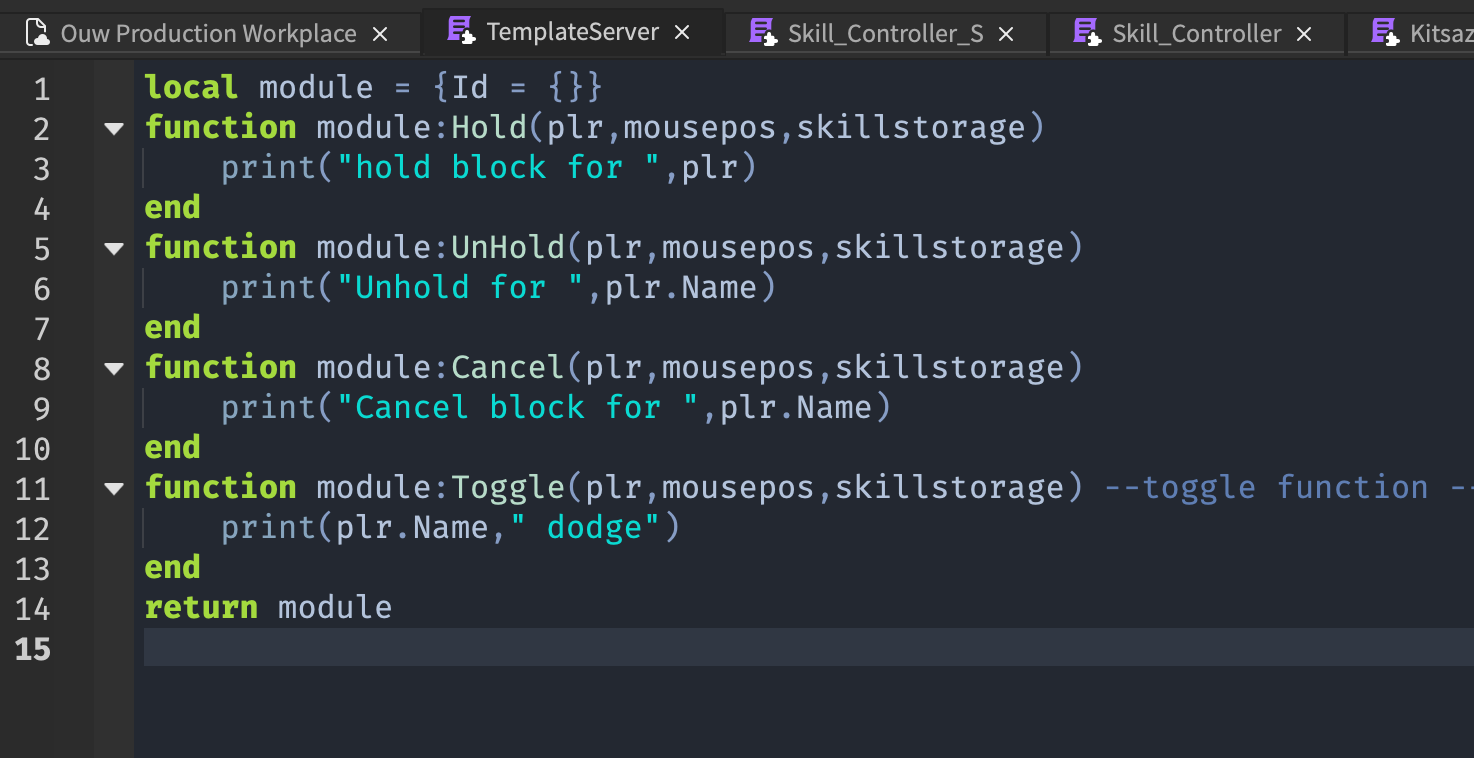 Ouw Production Workplace × TemplateServer × Skill_Controller_S × Skill_Controller ×
1 local module = {Id = {}}
2 function module:Hold(plr,mousepos,skillstorage)
3 print("hold block for ",plr)
4 end
5 function module:UnHold(plr,mousepos,skillstorage)
6 print("Unhold for ",plr.Name)
7 end
8 function module:Cancel(plr,mousepos,skillstorage)
9 print("Cancel block for ",plr.Name)
10 end
11 function module:Toggle(plr,mousepos,skillstorage) --toggle function --
12 print(plr.Name," dodge")
13 end
14 return module
15